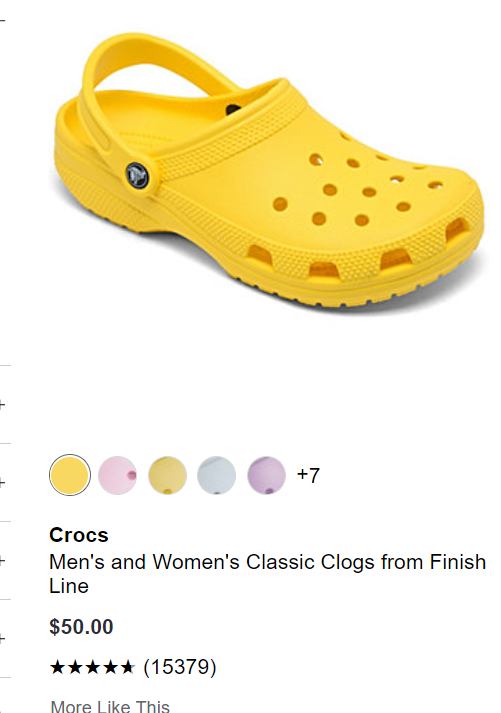 +7
Crocs
Men's and Women's Classic Clogs from Finish
Line
$50.00
★★★★★ (15379)
More Like This